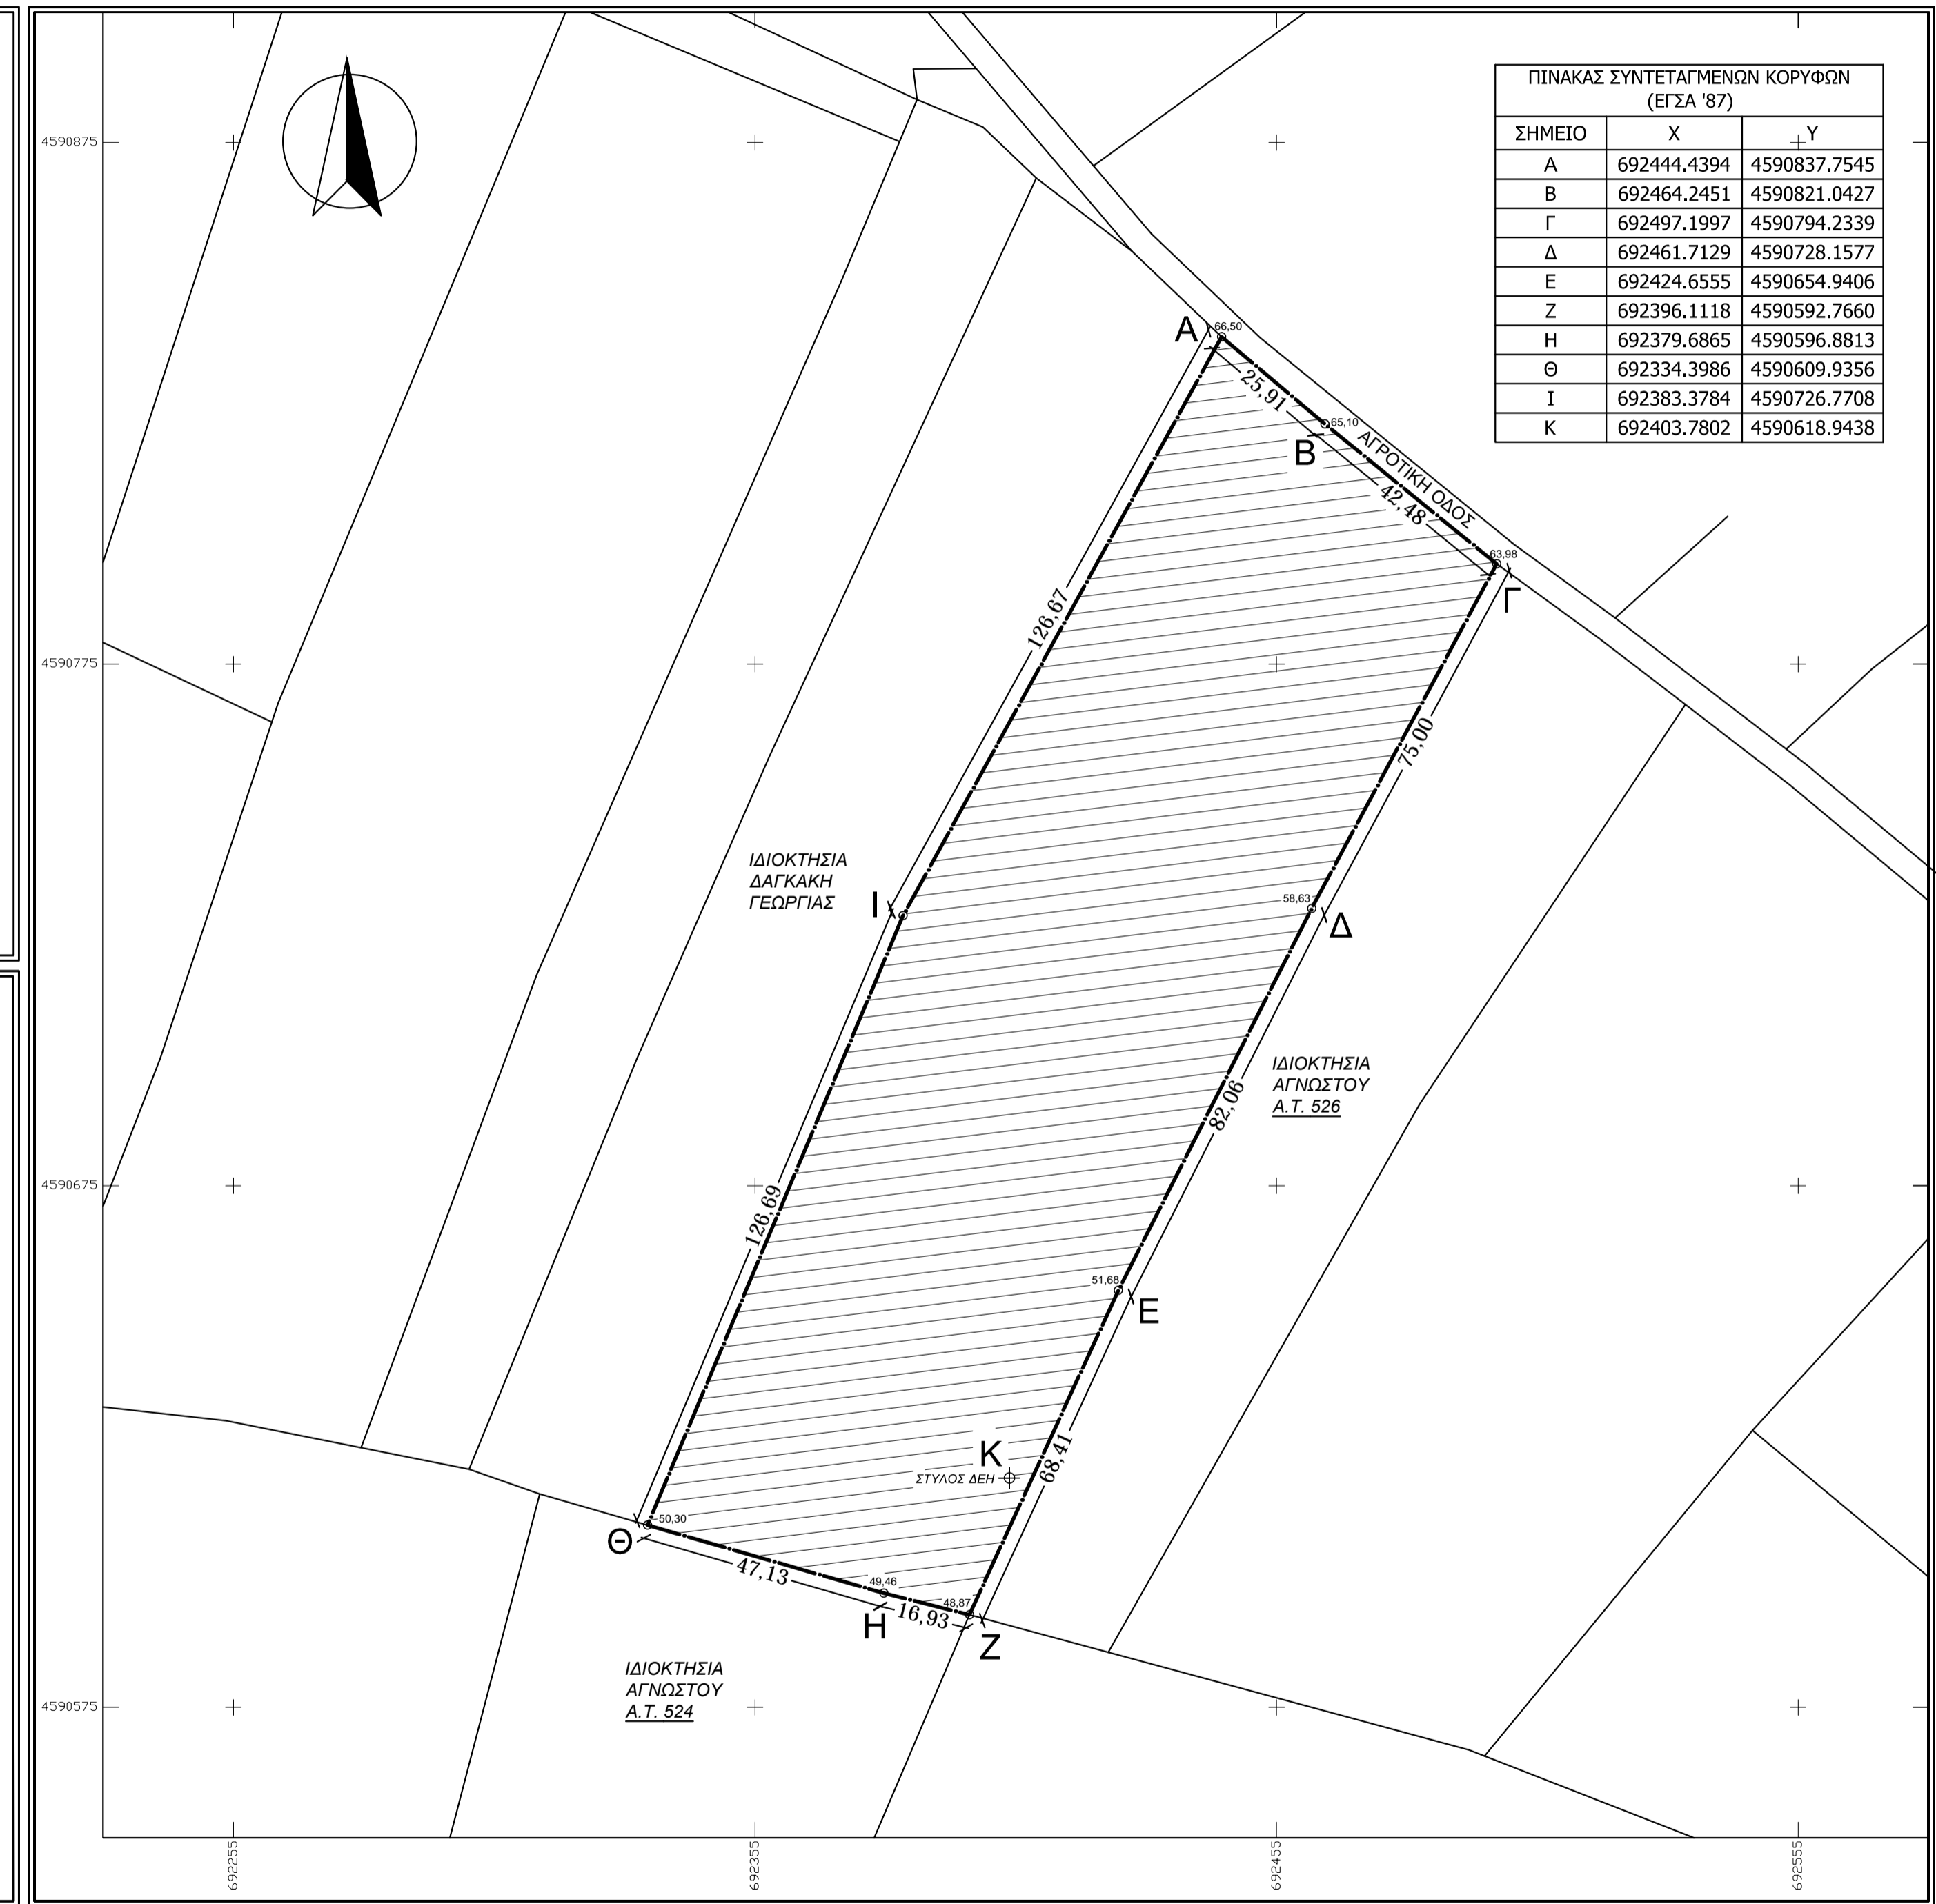 ΠΙΝΑΚΑΣ ΣΥΝΤΕΤΑΓΜΕΝΩΝ ΚΟΡΥΦΩΝ
(ΕΓΣΑ '87)
ΣΗΜΕΙΟ X Y
Α 692444.4394 4590837.7545
Β 692464.2451 4590821.0427
Γ 692497.1997 4590794.2339
Δ 692461.7129 4590728.1577
Ε 692424.6555 4590654.9406
Ζ 692396.1118 4590592.7660
Η 692379.6865 4590596.8813
Θ 692334.3986 4590609.9356
Ι 692383.3784 4590726.7708
Κ 692403.7802 4590618.9438
4590875
Α
66,50
25,91
65,10
Β
ΑΓΡΟΤΙΚΗ ΟΔΟΣ
42,48
63,98
Γ
126,67
4590775
75,00
ΙΔΙΟΚΤΗΣΙΑ
ΔΑΓΚΑΚΗ
ΓΕΩΡΓΙΑΣ
Ι
58,63
Δ
ΙΔΙΟΚΤΗΣΙΑ
ΑΓΝΩΣΤΟΥ
Α.Τ. 526
82,06
4590675
126,69
51,68
Ε
Κ
ΣΤΥΛΟΣ ΔΕΗ
68,41
50,30
Θ
47,13
49,46
48,87
16,93
Η
Ζ
ΙΔΙΟΚΤΗΣΙΑ
ΑΓΝΩΣΤΟΥ
Α.Τ. 524
4590575
692255
692355
692455
692555